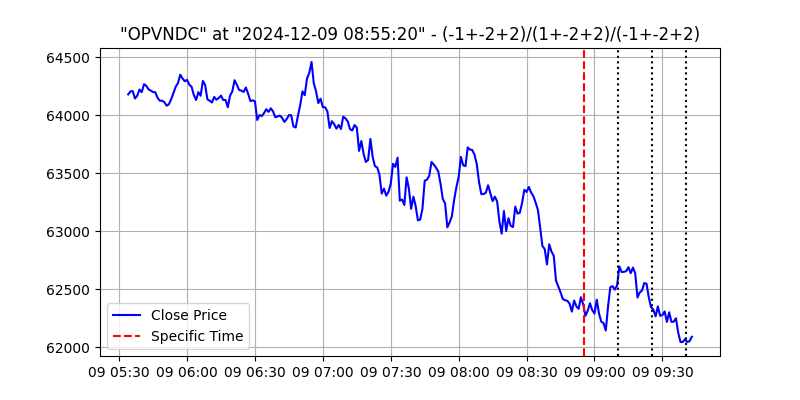 "OPVNDC" at "2024-12-09 08:55:20" - (-1+-2+2)/(1+-2+2)/(-1+-2+2)
64500
64000
63500
63000
62500
62000
Close Price
Specific Time
09 05:30 09 06:00 09 06:30 09 07:00 09 07:30 09 08:00 09 08:30 09 09:00 09 09:30